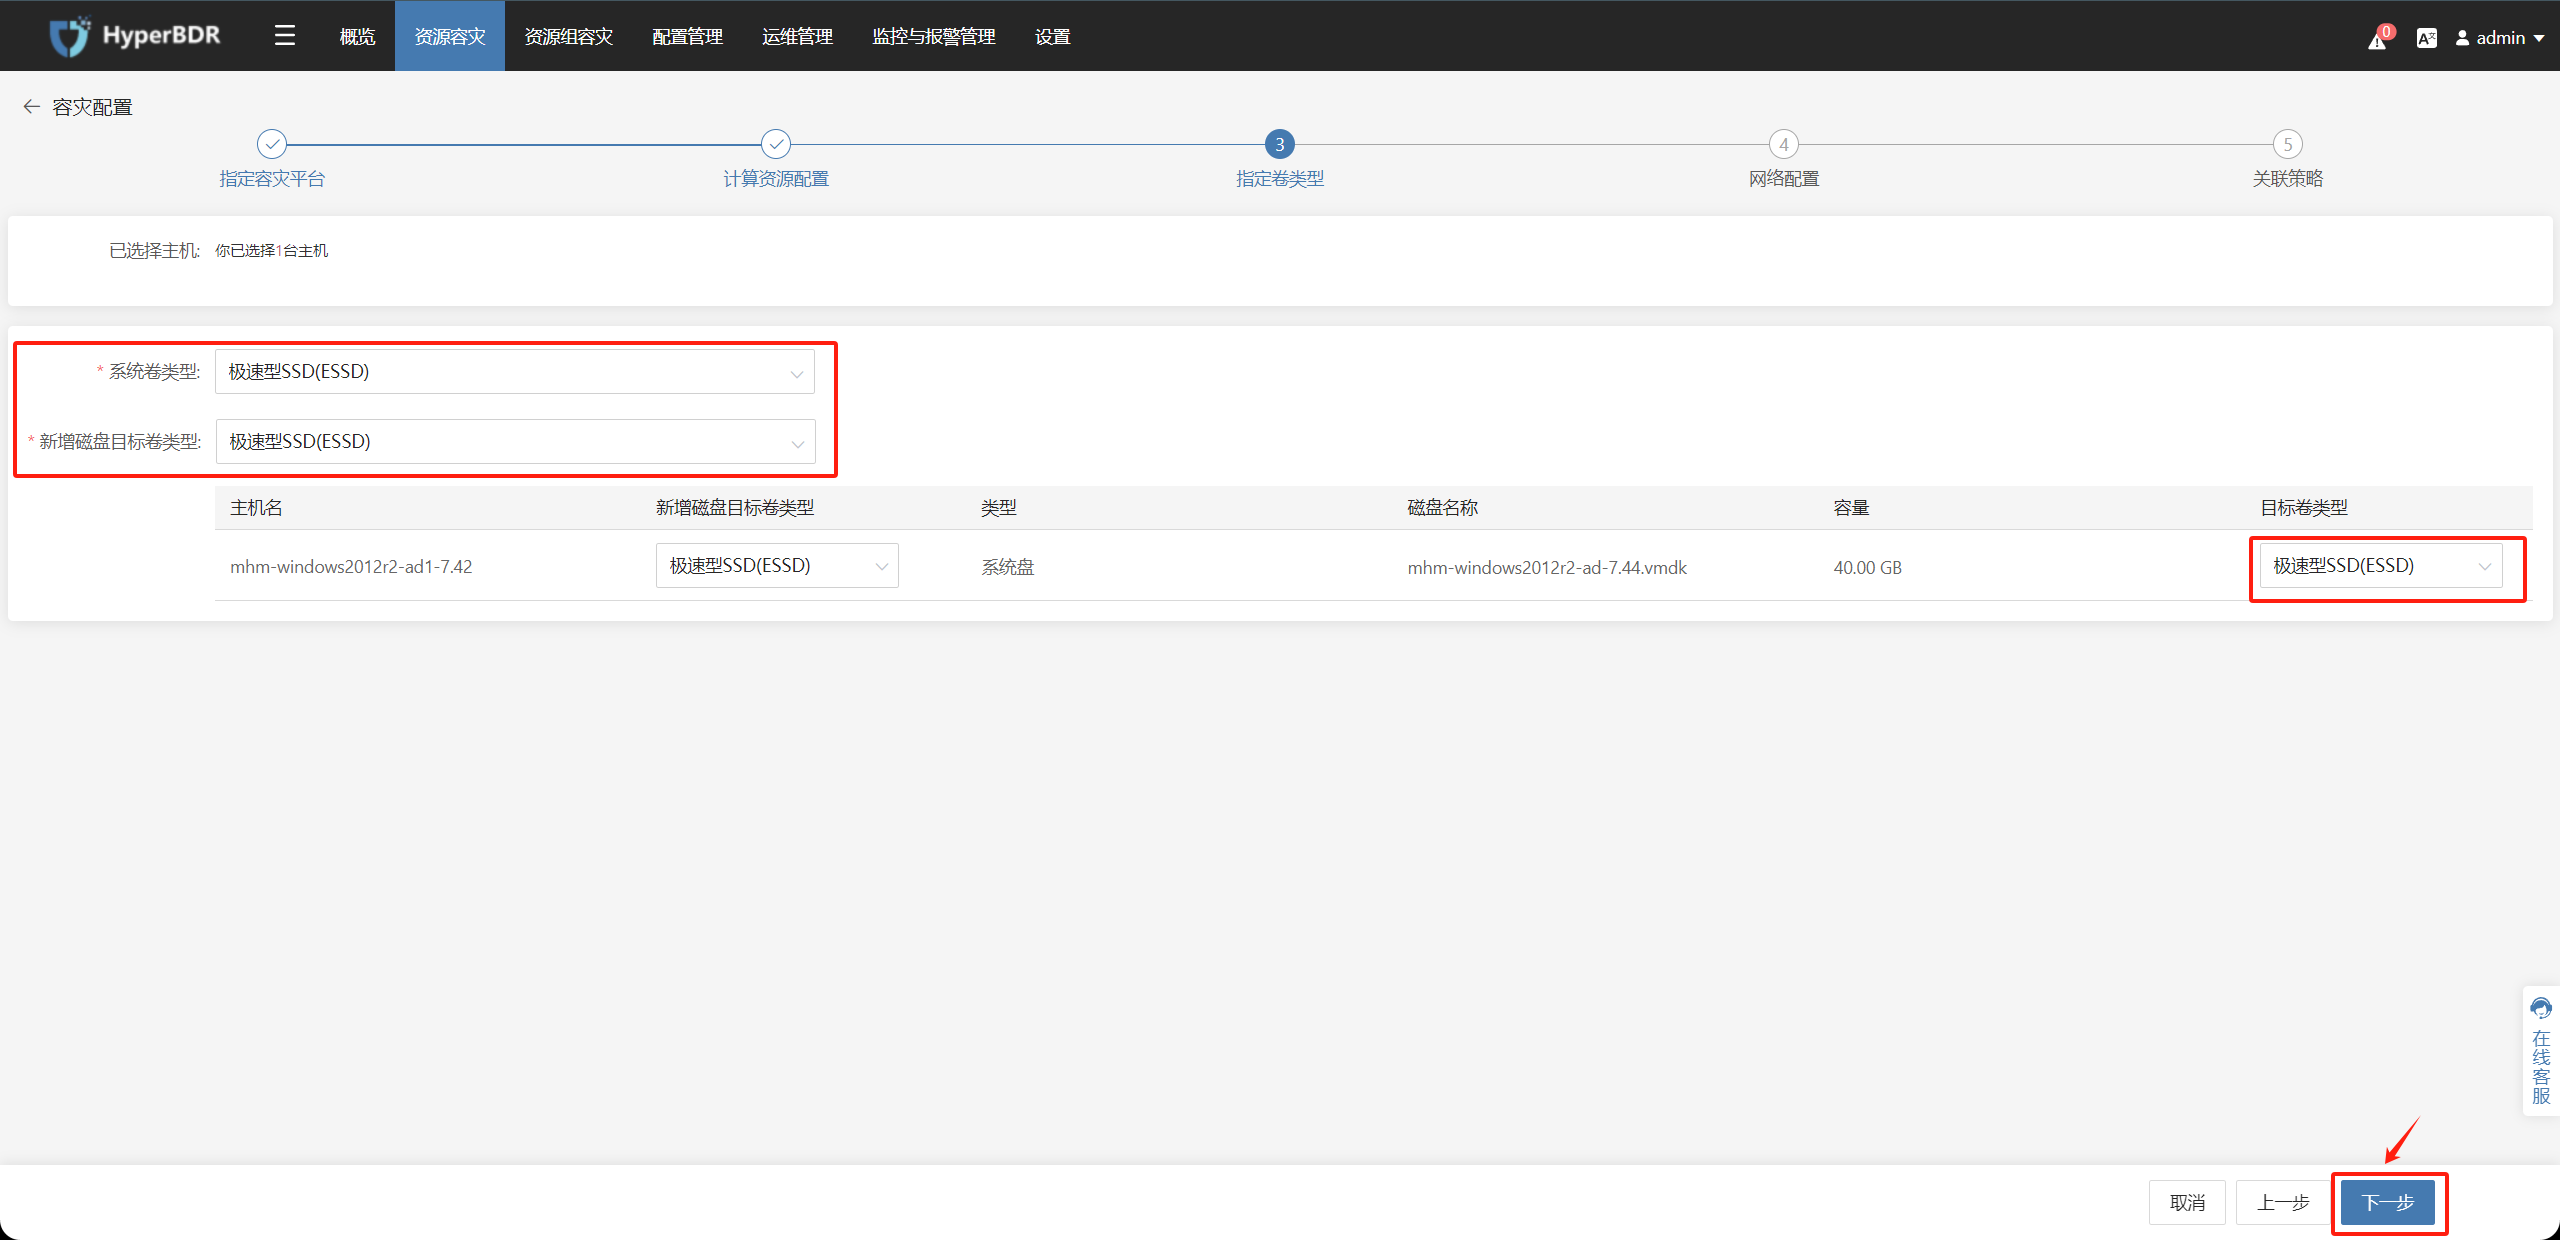 HyperBDR 概览 资源容灾 资源组容灾 配置管理 运维管理 监控与报警管理 设置 0 A文 admin
容灾配置
3 4 5
指定容灾平台 计算资源配置 指定卷类型 网络配置 关联策略
已选择主机: 你已选择1台主机
* 系统卷类型: 极速型SSD(ESSD)
* 新增磁盘目标卷类型: 极速型SSD(ESSD)
主机名 新增磁盘目标卷类型 类型 磁盘名称 容量 目标卷类型
mhm-windows2012r2-ad1-7.42 极速型SSD(ESSD) 系统盘 mhm-windows2012r2-ad-7.44.vmdk 40.00 GB 极速型SSD(ESSD)
在线客服
取消 上一步 下一步